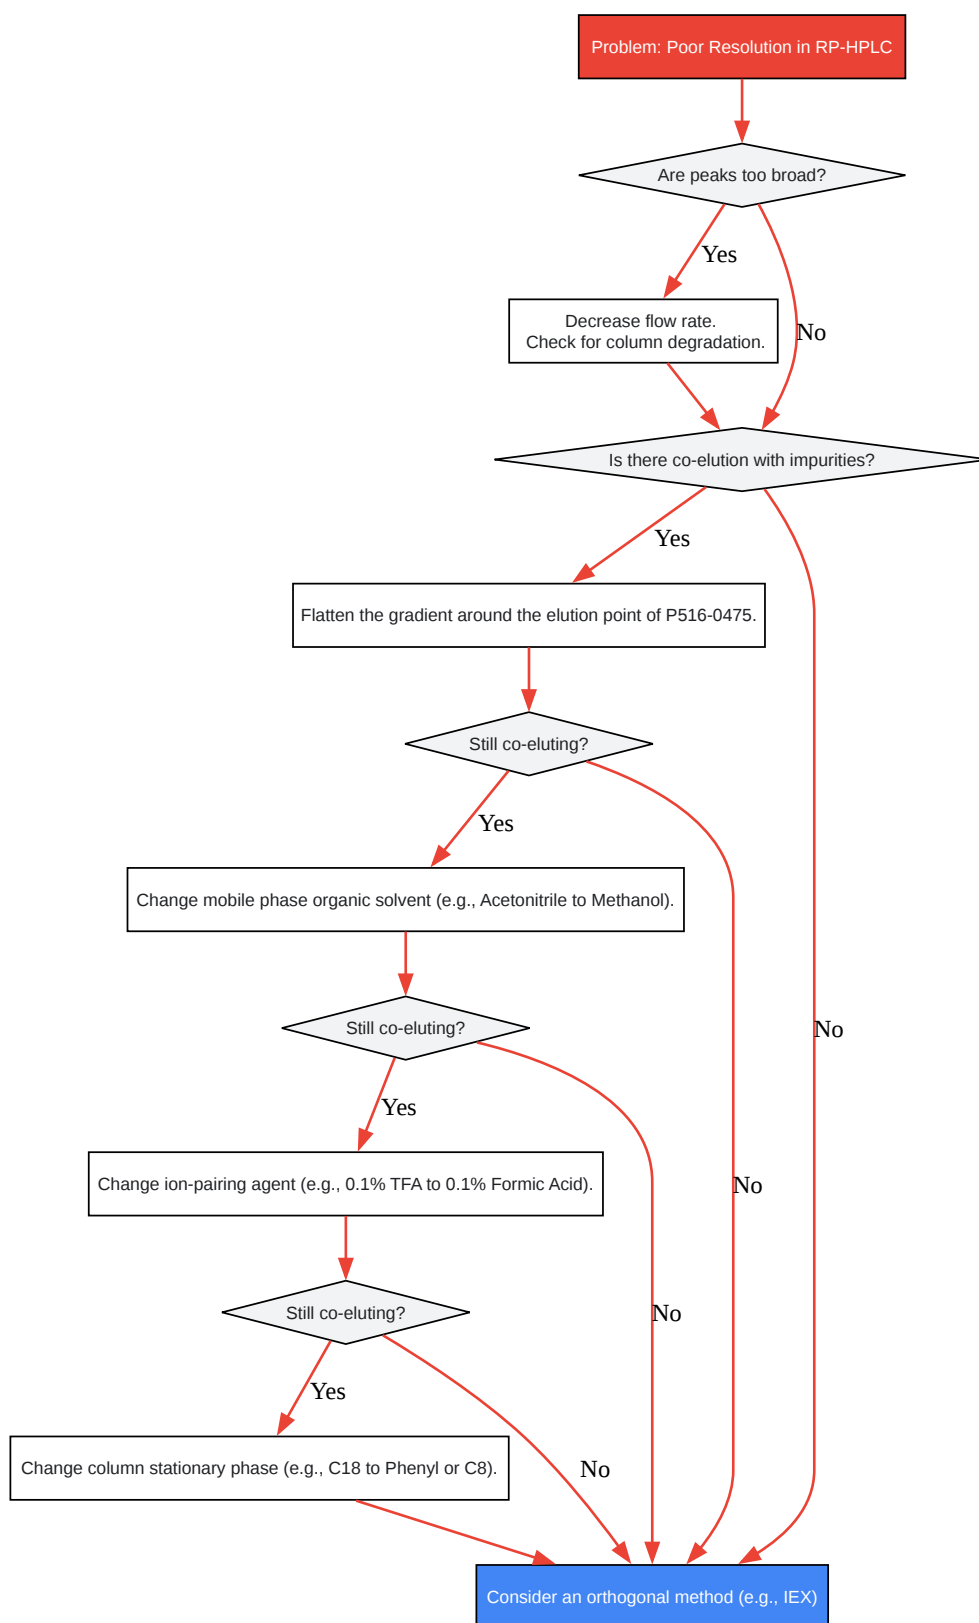 Problem: Poor Resolution in RP-HPLC
Are peaks too broad?
Yes
Decrease flow rate.
Check for column degradation.
No
Is there co-elution with impurities?
Yes
Flatten the gradient around the elution point of P516-0475.
Still co-eluting?
Yes
Change mobile phase organic solvent (e.g., Acetonitrile to Methanol).
Still co-eluting?
No
Yes
Change ion-pairing agent (e.g., 0.1% TFA to 0.1% Formic Acid).
No
Still co-eluting?
No
Yes
Change column stationary phase (e.g., C18 to Phenyl or C8).
No
Consider an orthogonal method (e.g., IEX)